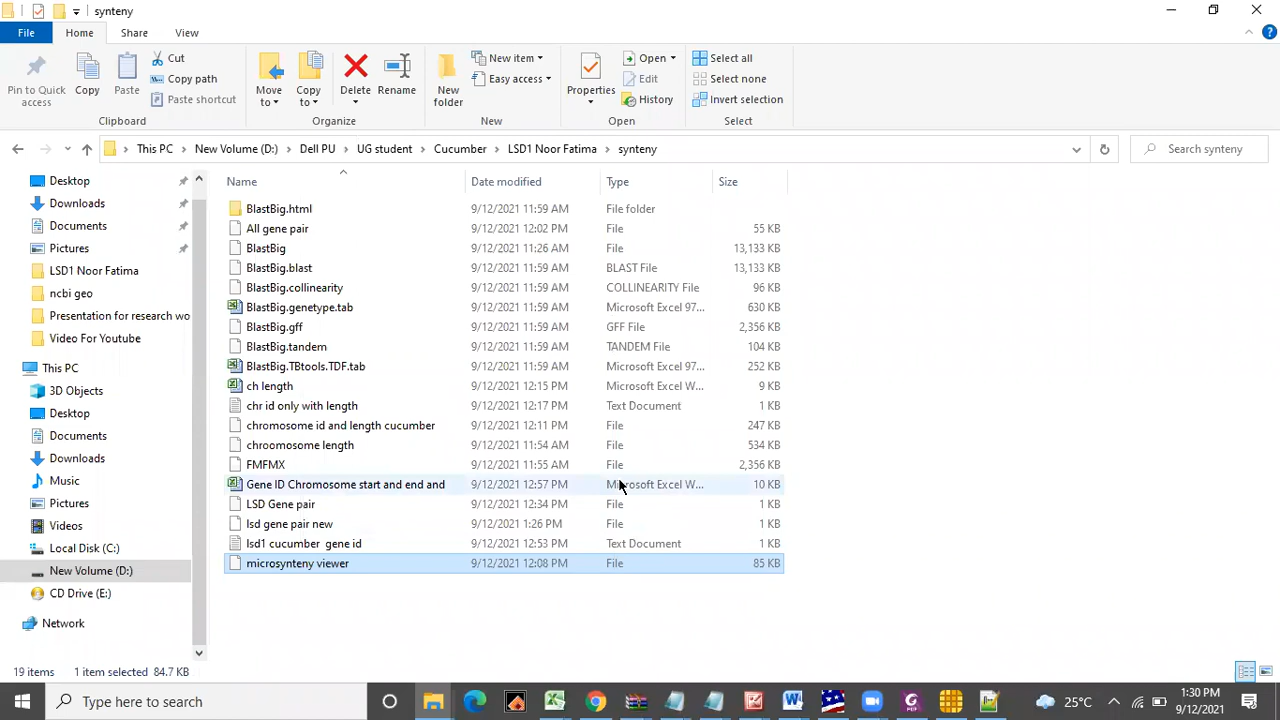 synteny
File Home Share View
Pin to Quick access
Copy
Paste
Cut
Copy path
Paste shortcut
Move to
Copy to
Delete
Rename
New folder
New item
Easy access
Properties
Open
Edit
History
Select all
Select none
Invert selection
Clipboard Organize New Open Select
This PC New Volume (D:) Dell PU UG student Cucumber LSD1 Noor Fatima synteny
Search synteny
Desktop
Downloads
Documents
Pictures
LSD1 Noor Fatima
ncbi geo
Presentation for research wo
Video For Youtube
This PC
3D Objects
Desktop
Documents
Downloads
Music
Pictures
Videos
Local Disk (C:)
New Volume (D:)
CD Drive (E:)
Network
Name Date modified Type Size
BlastBig.html 9/12/2021 11:59 AM File folder
All gene pair 9/12/2021 12:02 PM File 55 KB
BlastBig 9/12/2021 11:26 AM File 13,133 KB
BlastBig.blast 9/12/2021 11:59 AM BLAST File 13,133 KB
BlastBig.collinearity 9/12/2021 11:59 AM COLLINEARITY File 96 KB
BlastBig.genetype.tab 9/12/2021 11:59 AM Microsoft Excel 97... 630 KB
BlastBig.gff 9/12/2021 11:59 AM GFF File 2,356 KB
BlastBig.tandem 9/12/2021 11:59 AM TANDEM File 104 KB
BlastBig.TBtools.TDF.tab 9/12/2021 11:59 AM Microsoft Excel 97... 252 KB
ch length 9/12/2021 12:15 PM Microsoft Excel W... 9 KB
chr id only with length 9/12/2021 12:17 PM Text Document 1 KB
chromosome id and length cucumber 9/12/2021 12:11 PM File 247 KB
chroomosome length 9/12/2021 11:54 AM File 534 KB
FMFMX 9/12/2021 11:55 AM File 2,356 KB
Gene ID Chromosome start and end and 9/12/2021 12:57 PM Microsoft Excel W... 10 KB
LSD Gene pair 9/12/2021 12:34 PM File 1 KB
lsd gene pair new 9/12/2021 1:26 PM File 1 KB
lsd1 cucumber gene id 9/12/2021 12:53 PM Text Document 1 KB
microsynteny viewer 9/12/2021 12:08 PM File 85 KB
19 items 1 item selected 84.7 KB
Type here to search
25°C
1:30 PM
9/12/2021